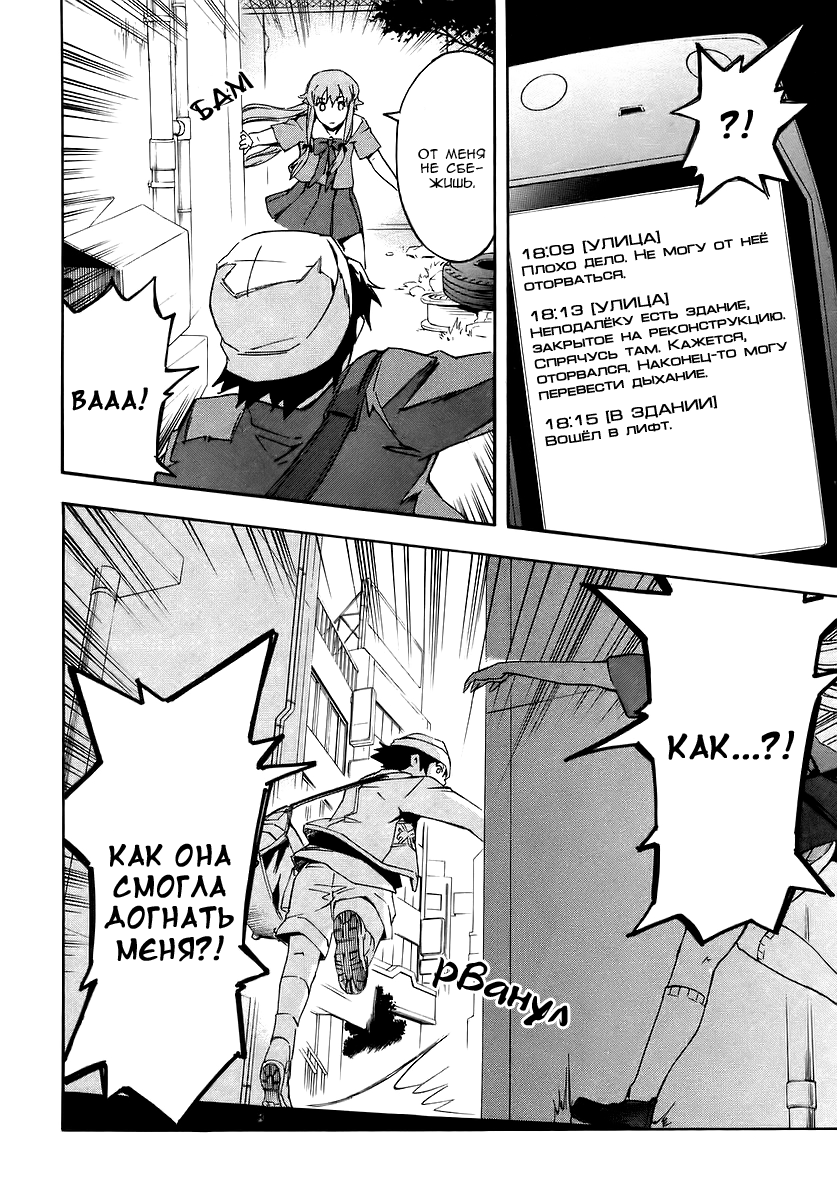 ?!
18:09 [УЛИЦА]
ПЛОХО ДЕЛО. НЕ МОГУ ОТ НЕЁ
ОТОРВАТЬСЯ.
18:13 [УЛИЦА]
НЕПОДАЛЁКУ ЕСТЬ ЗДАНИЕ,
ЗАКРЫТОЕ НА РЕКОНСТРУКЦИЮ.
СПРЯЧУСЬ ТАМ. КАЖЕТСЯ,
ОТОРВАЛСЯ. НАКОНЕЦ-ТО МОГУ
ПЕРЕВЕСТИ ДЫХАНИЕ.
18:15 [В ЗДАНИИ]
ВОШЁЛ В ЛИФТ.
ОТ МЕНЯ
НЕ СБЕ-
ЖИШЬ.
БАМ
ВААА!
КАК...?!
рванул
КАК ОНА
СМОГЛА
ДОГНАТЬ
МЕНЯ?!